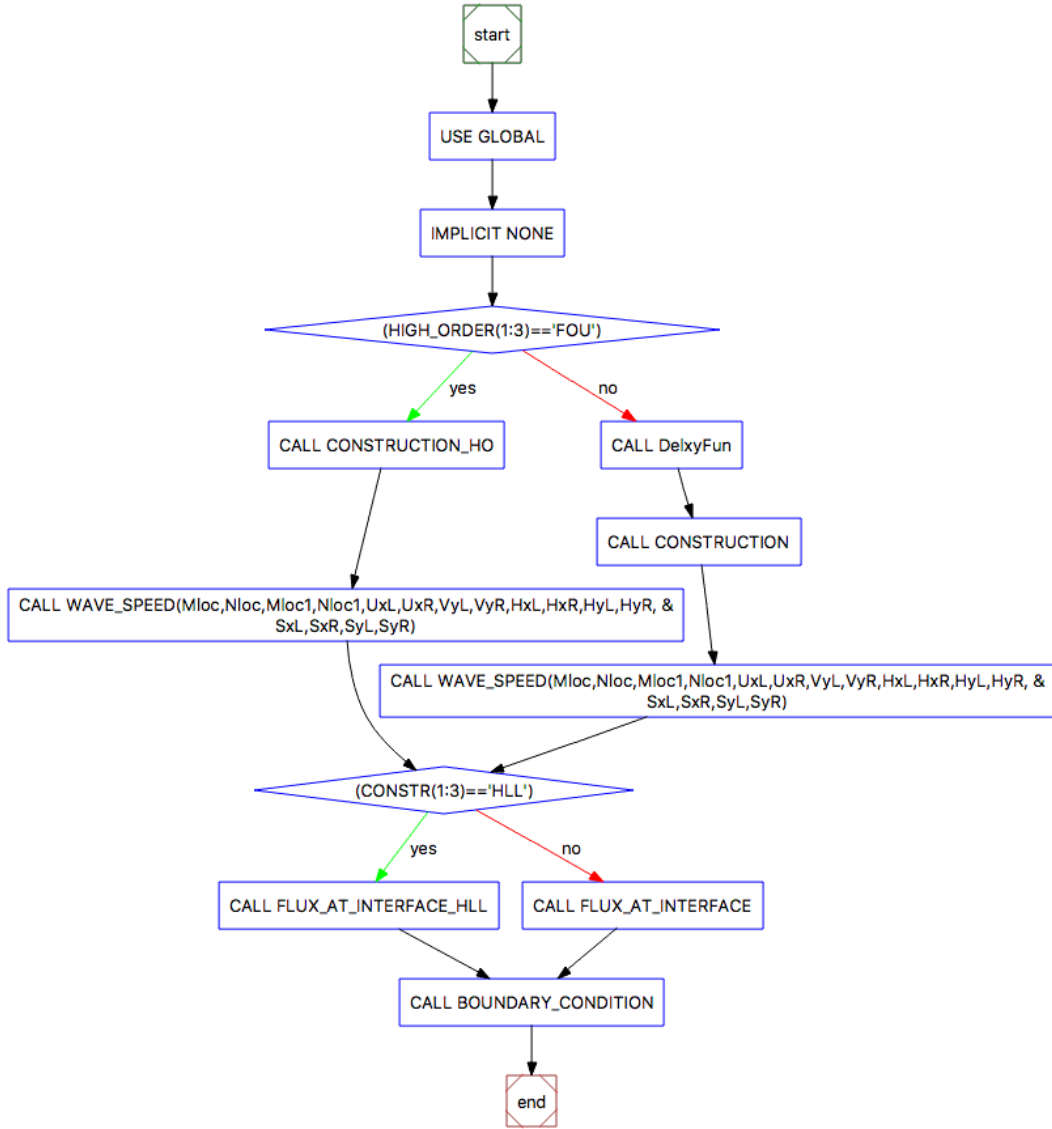 start
USE GLOBAL
IMPLICIT NONE
(HIGH_ORDER(1:3)=='FOU')
yes
no
CALL CONSTRUCTION_HO
CALL DelxyFun
CALL CONSTRUCTION
CALL WAVE_SPEED(Mloc,Nloc,Mloc1,Nloc1,UxL,UxR,VyL,VyR,HxL,HxR,HyL,HyR, &
SxL,SxR,SyL,SyR)
CALL WAVE_SPEED(Mloc,Nloc,Mloc1,Nloc1,UxL,UxR,VyL,VyR,HxL,HxR,HyL,HyR, &
SxL,SxR,SyL,SyR)
(CONSTR(1:3)=='HLL')
yes
no
CALL FLUX_AT_INTERFACE_HLL
CALL FLUX_AT_INTERFACE
CALL BOUNDARY_CONDITION
end